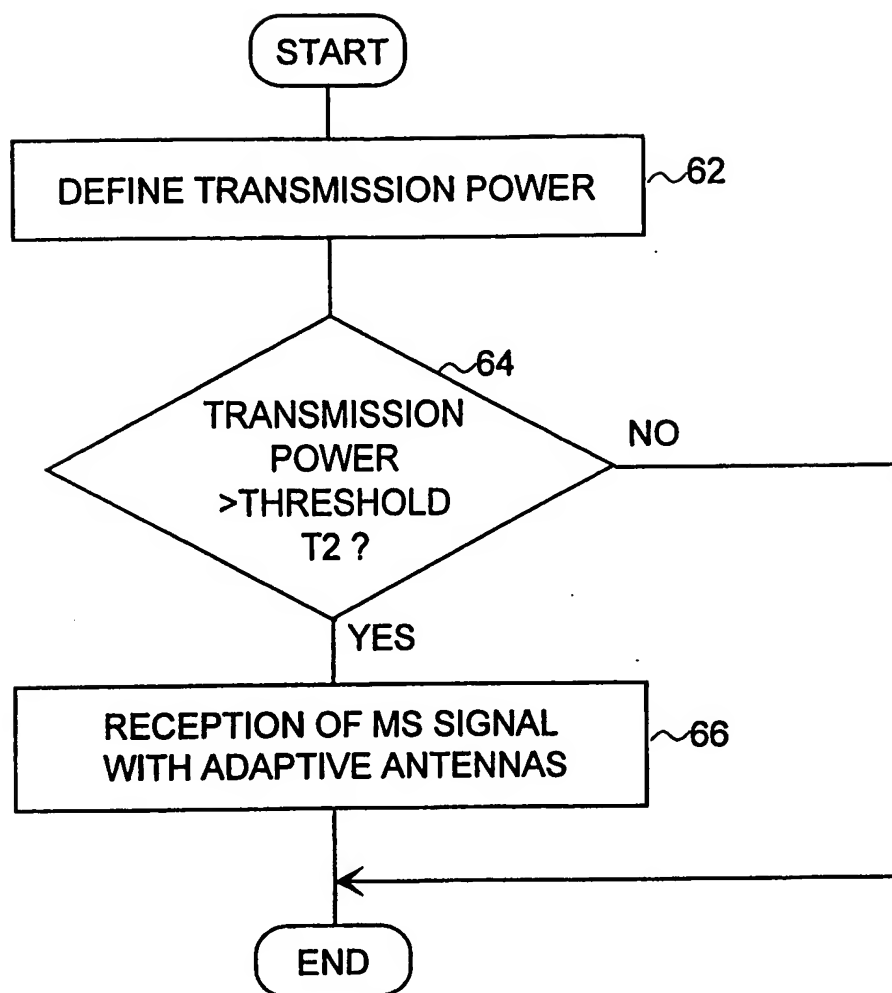 START
DEFINE TRANSMISSION POWER
62
64
TRANSMISSION
POWER
>THRESHOLD
T2 ?
NO
YES
RECEPTION OF MS SIGNAL
WITH ADAPTIVE ANTENNAS
66
END